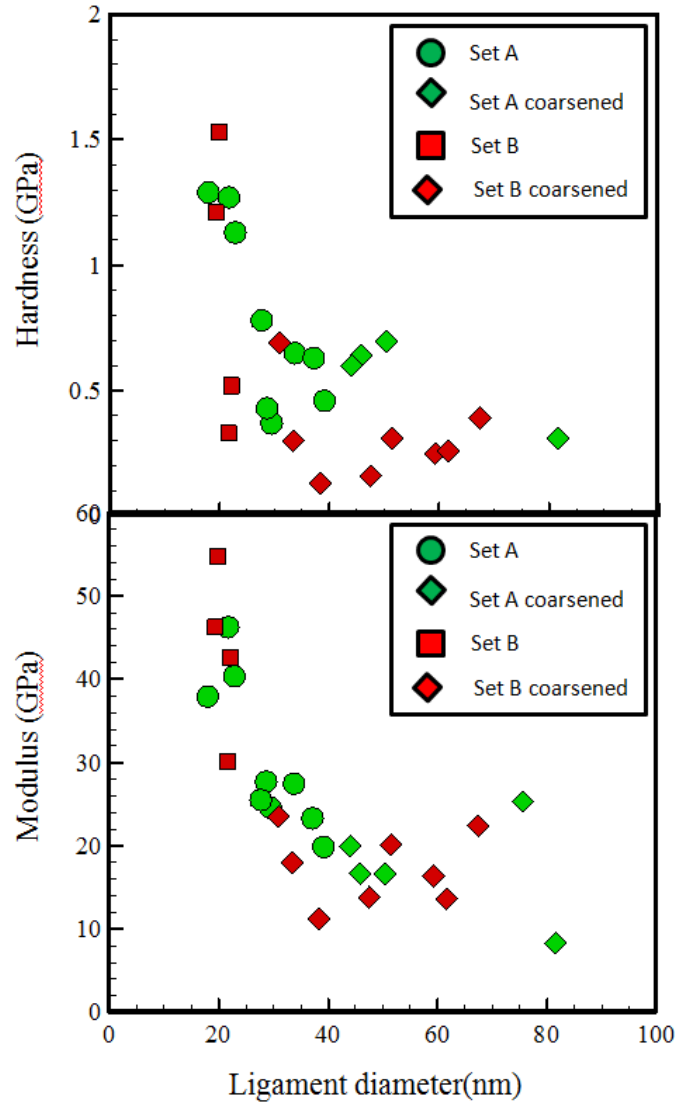 2
Set A
Set A coarsened
1.5
Set B
Set B coarsened
Hardness (GPa)
1
0.5
0
60
Set A
50
Set A coarsened
Set B
40
Set B coarsened
Modulus (GPa)
30
20
10
0
0 20 40 60 80 100
Ligament diameter(nm)